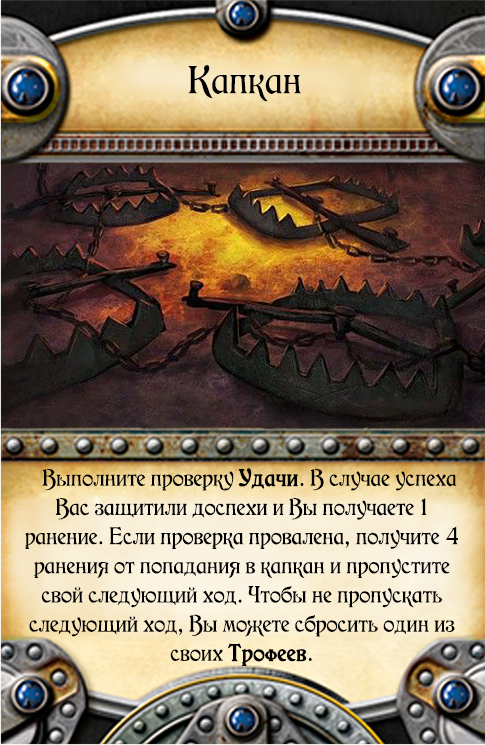 Капкан
Выполните проверку Удачи. В случае успеха
Вас защитили доспехи и Вы получаете 1
ранение. Если проверка провалена, получите 4
ранения от попадания в капкан и пропустите
свой следующий ход. Чтобы не пропускать
следующий ход, Вы можете сбросить один из
своих Трофеев.